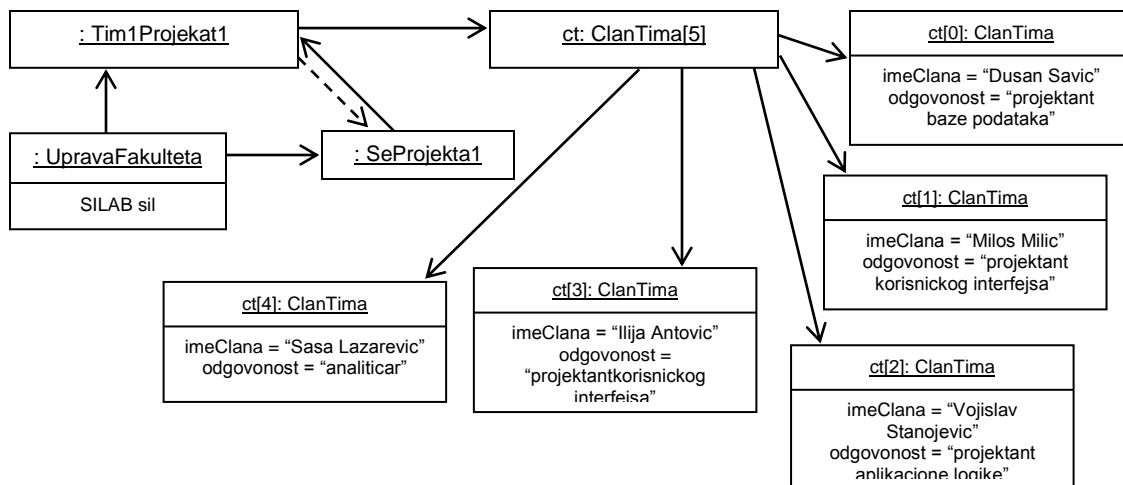 : Tim1Projekat1
ct: ClanTima[5]
ct[0]: ClanTima
imeClana = “Dusan Savic”
odgovonost = “projektant
baze podataka”
: UpravaFakulteta
SILAB sil
: SeProjekta1
ct[1]: ClanTima
imeClana = “Milos Milic”
odgovonost = “projektant
korisnickog interfejsa”
ct[4]: ClanTima
imeClana = “Sasa Lazarevic”
odgovonost = “analiticar”
ct[3]: ClanTima
imeClana = “Ilija Antovic”
odgovonost =
“projektantkorisnickog
interfejsa”
ct[2]: ClanTima
imeClana = “Vojislav
Stanojevic”
odgovonost = “projektant
aplikacione logike”